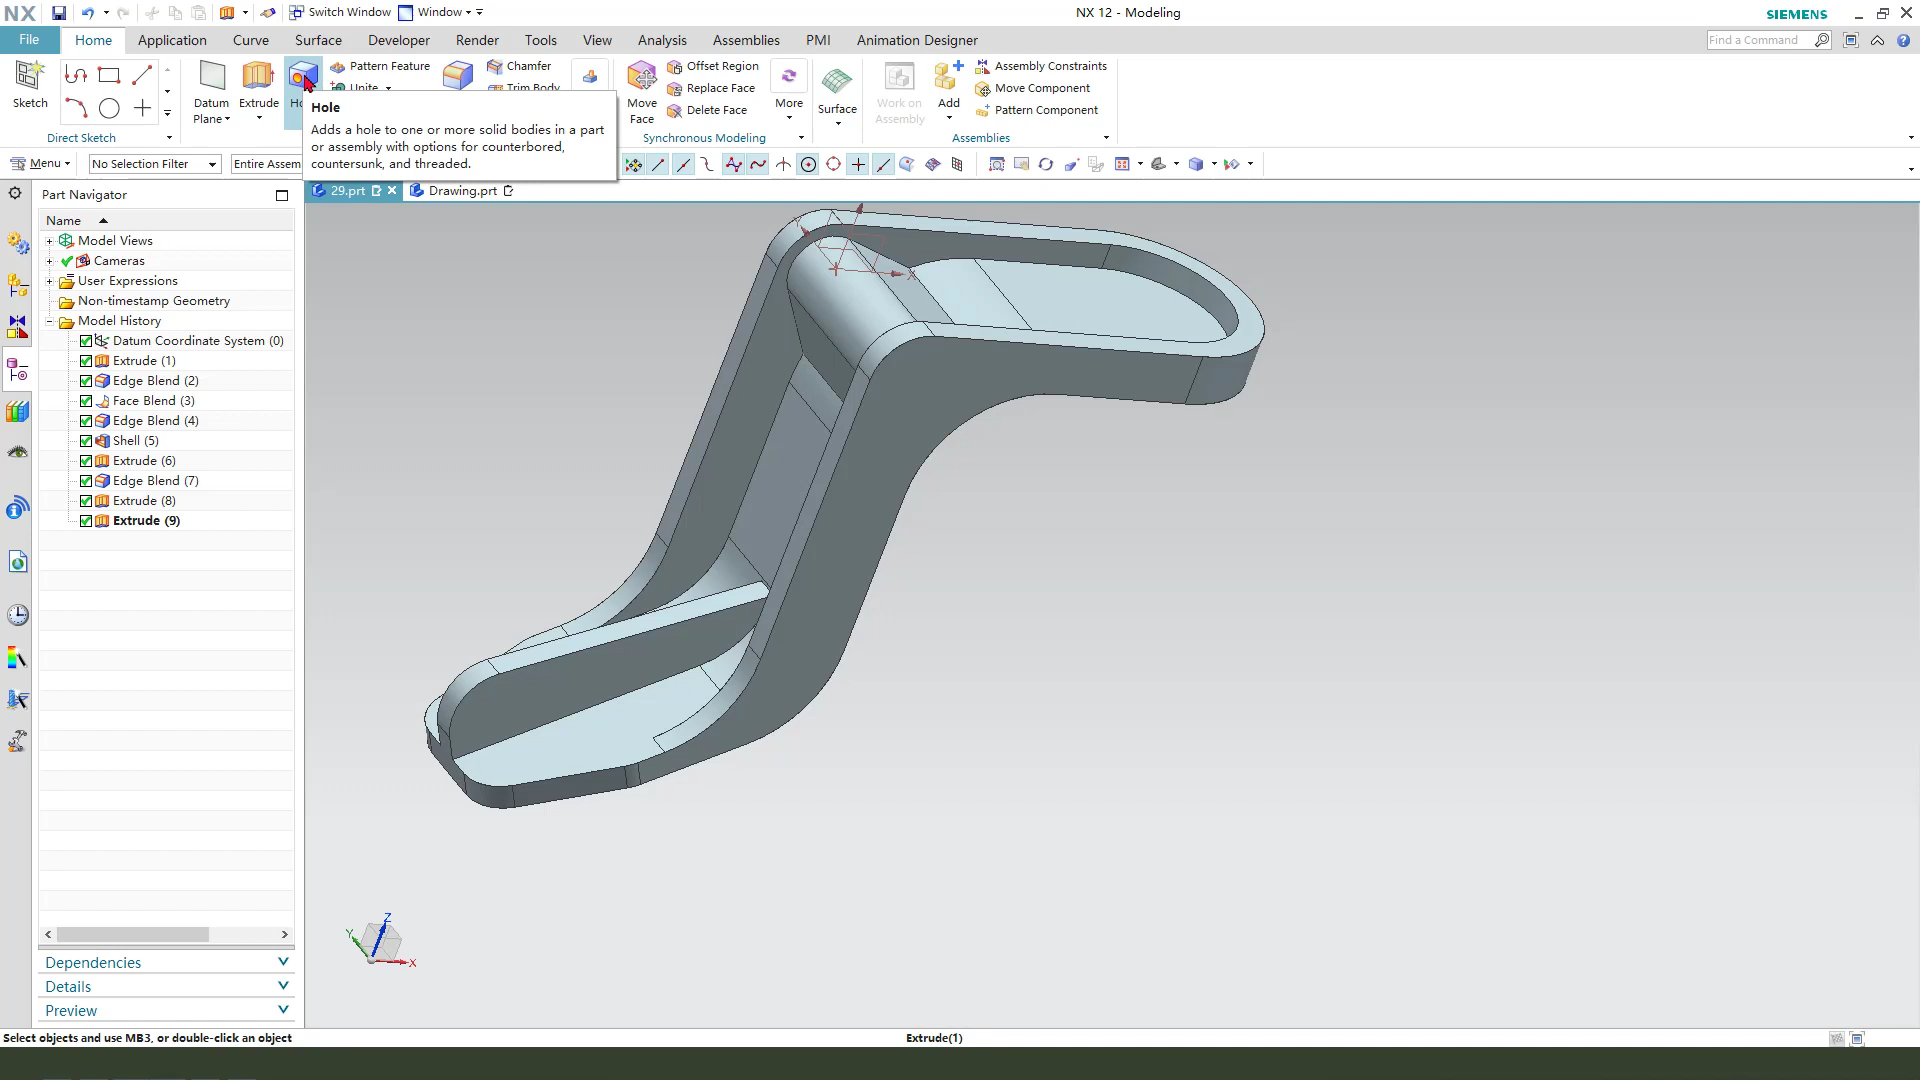 NX
Switch Window
Window
NX 12 - Modeling
SIEMENS
File
Home
Application
Curve
Surface
Developer
Render
Tools
View
Analysis
Assemblies
PMI
Animation Designer
Find a Command
Sketch
Datum
Plane
Extrude
Pattern Feature
Unite
Chamfer
Trim Body
Move
Face
Offset Region
Replace Face
Delete Face
More
Surface
Work on
Assembly
Add
Assembly Constraints
Move Component
Pattern Component
Direct Sketch
Synchronous Modeling
Assemblies
Hole
Adds a hole to one or more solid bodies in a part
or assembly with options for counterbored,
countersunk, and threaded.
Menu
No Selection Filter
Entire Assem
29.prt
Drawing.prt
Part Navigator
Name
Model Views
Cameras
User Expressions
Non-timestamp Geometry
Model History
Datum Coordinate System (0)
Extrude (1)
Edge Blend (2)
Face Blend (3)
Edge Blend (4)
Shell (5)
Extrude (6)
Edge Blend (7)
Extrude (8)
Extrude (9)
Dependencies
Details
Preview
X
Z
Y
X
Select objects and use MB3, or double-click an object
Extrude(1)